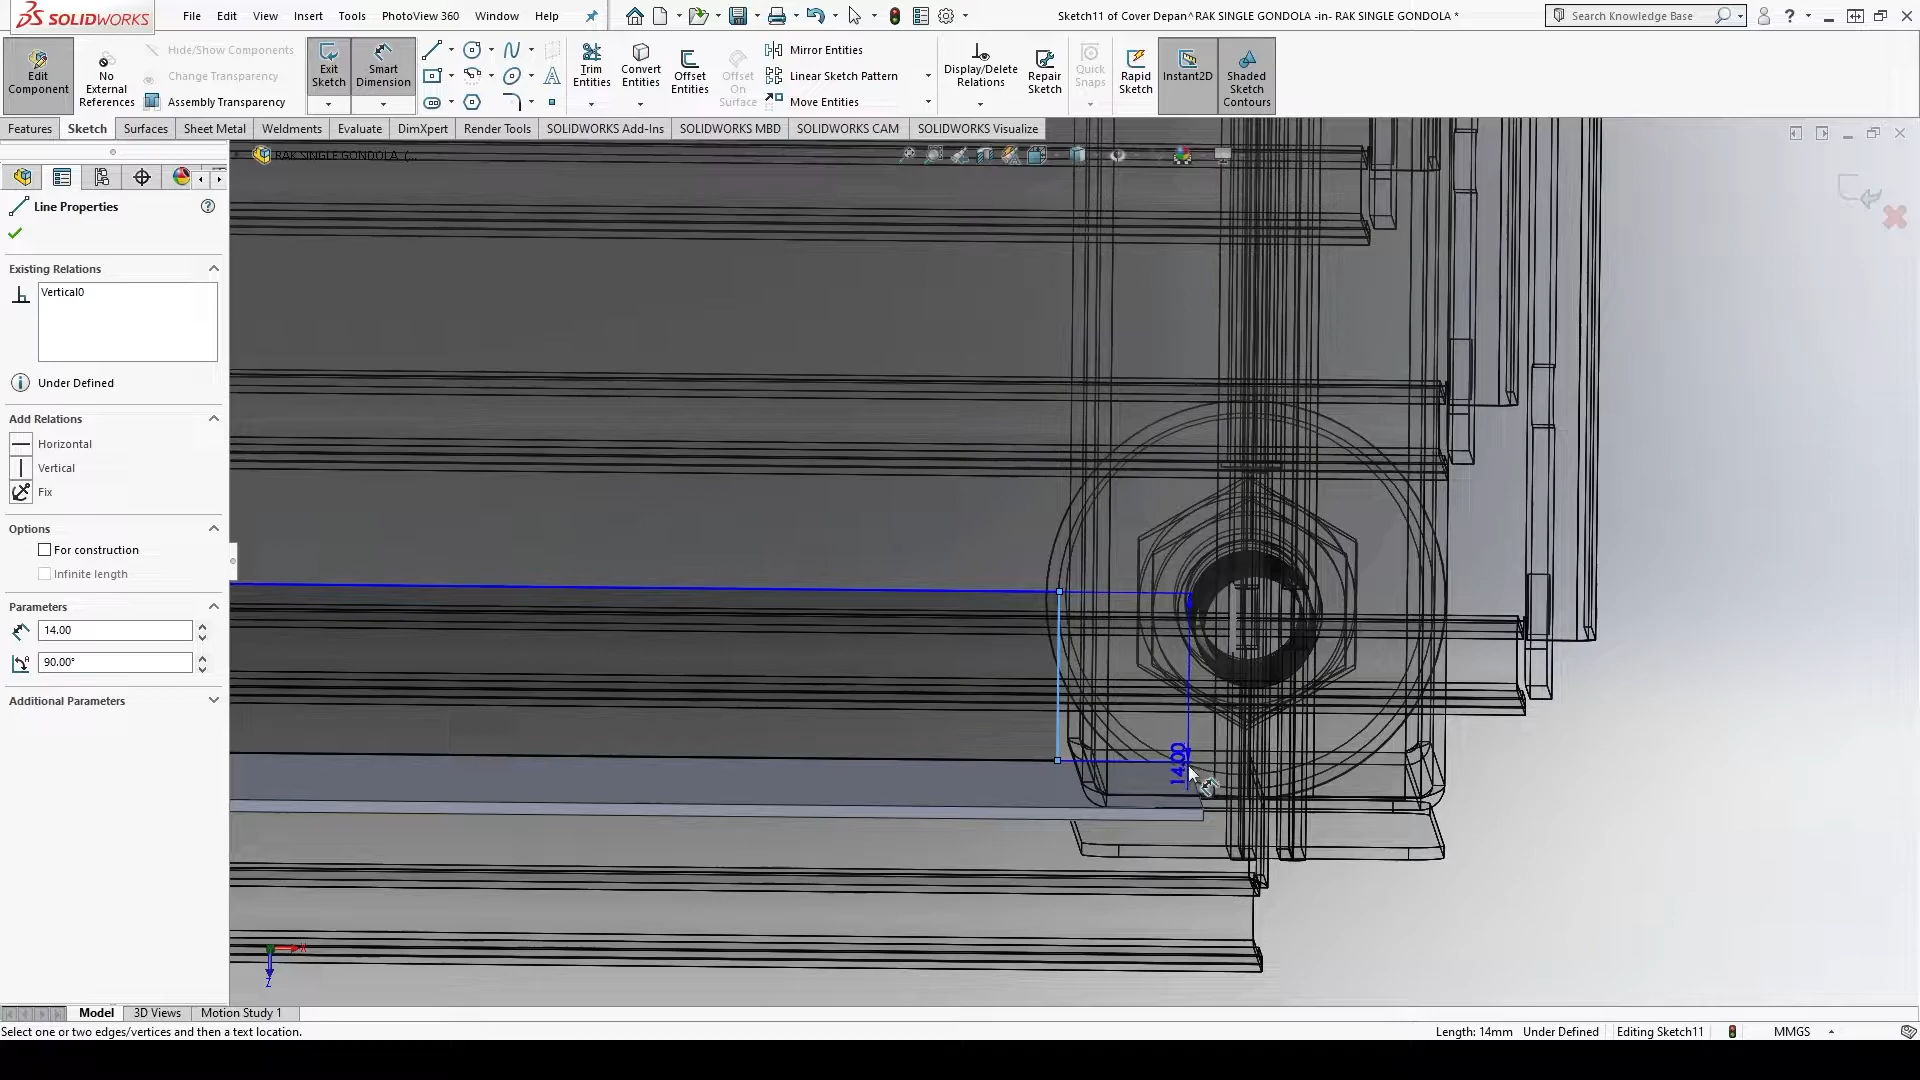 SOLIDWORKS
File Edit View Insert Tools PhotoView 360 Window Help
Sketch11 of Cover Depan^RAK SINGLE GONDOLA -in- RAK SINGLE GONDOLA *
Search Knowledge Base
Edit Component
No External References
Hide/Show Components
Change Transparency
Assembly Transparency
Exit Sketch
Smart Dimension
Trim Entities
Convert Entities
Offset Entities
Offset On Surface
Mirror Entities
Linear Sketch Pattern
Move Entities
Display/Delete Relations
Repair Sketch
Quick Snaps
Rapid Sketch
Instant2D
Shaded Sketch Contours
Features Sketch Surfaces Sheet Metal Weldments Evaluate DimXpert Render Tools SOLIDWORKS Add-Ins SOLIDWORKS MBD SOLIDWORKS CAM SOLIDWORKS Visualize
RAK SINGLE GONDOLA (...
Line Properties
Existing Relations
Vertical0
Under Defined
Add Relations
Horizontal
Vertical
Fix
Options
For construction
Infinite length
Parameters
14.00
90.00°
Additional Parameters
14.00
X
Z
Model 3D Views Motion Study 1
Select one or two edges/vertices and then a text location.
Length: 14mm Under Defined Editing Sketch11 MMGS